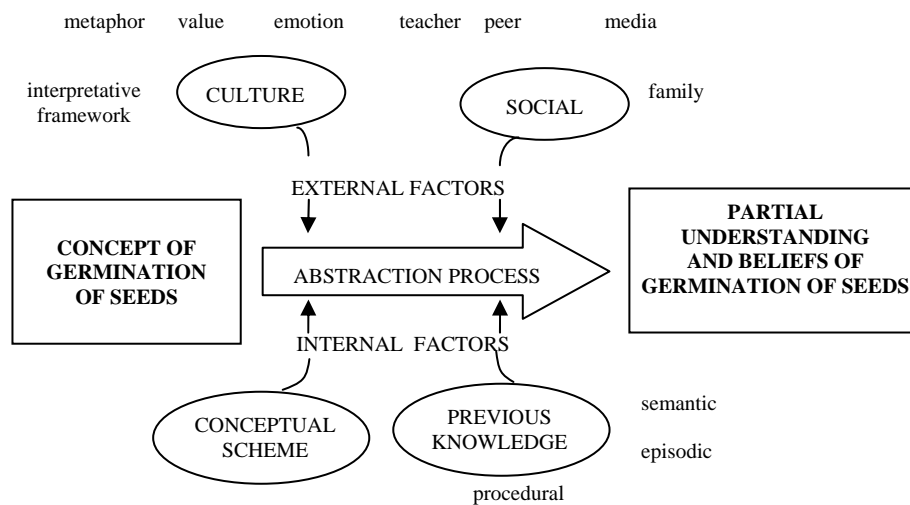 metaphor value emotion teacher peer media
interpretative
framework
CULTURE
SOCIAL
family
EXTERNAL FACTORS
CONCEPT OF
GERMINATION
OF SEEDS
ABSTRACTION PROCESS
PARTIAL
UNDERSTANDING
AND BELIEFS OF
GERMINATION OF SEEDS
INTERNAL FACTORS
CONCEPTUAL
SCHEME
PREVIOUS
KNOWLEDGE
semantic
episodic
procedural